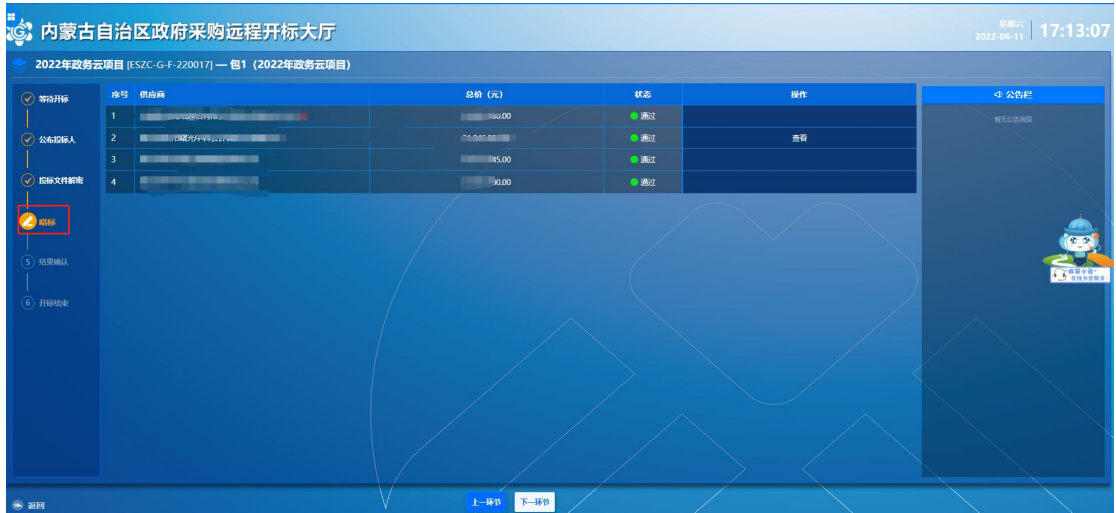 内蒙古自治区政府采购远程开标大厅
星期六
2022-06-11
17:13:07
2022年政务云项目 [ESZC-G-F-220017] — 包1（2022年政务云项目）
等待开标
公布投标人
投标文件解密
唱标
5 结果确认
6 开标结束
序号 供应商 总价（元） 状态 操作
1 通过
2 通过 查看
3 通过
4 通过
公告栏
暂无公告消息
返回
上一环节 下一环节